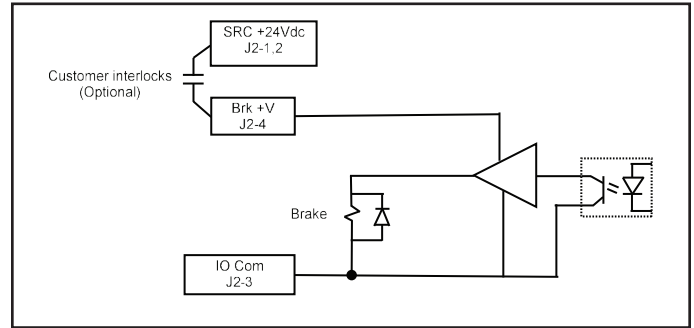 SRC +24Vdc
J2-1,2
Customer interlocks
(Optional)
Brk +V
J2-4
Brake
IO Com
J2-3